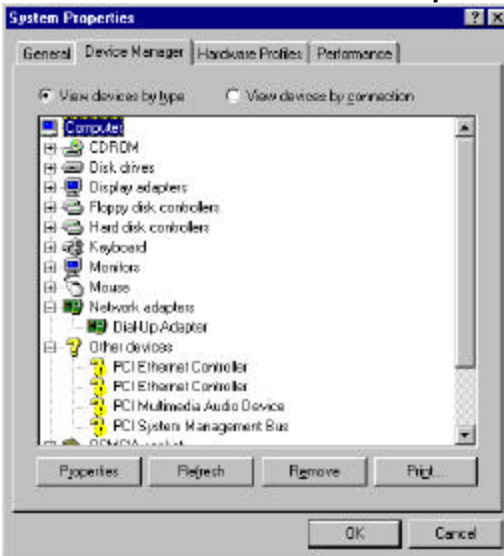 System Properties
General Device Manager Hardware Profiles Performance
View devices by type View devices by connection
Computer
CDROM
Disk drives
Display adapters
Floppy disk controllers
Hard disk controllers
Keyboard
Monitors
Mouse
Network adapters
Dial-Up Adapter
Other devices
PCI Ethernet Controller
PCI Ethernet Controller
PCI Multimedia Audio Device
PCI System Management Bus
Properties Refresh Remove Print...
OK Cancel